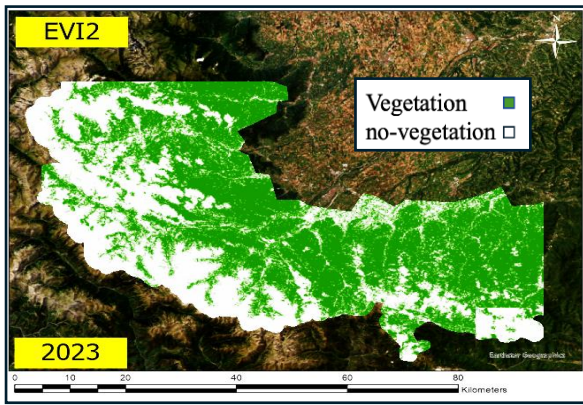 EVI2
N
Vegetation
no-vegetation
2023
Earthstar Geographics
0 10 20 40 60 80
Kilometers